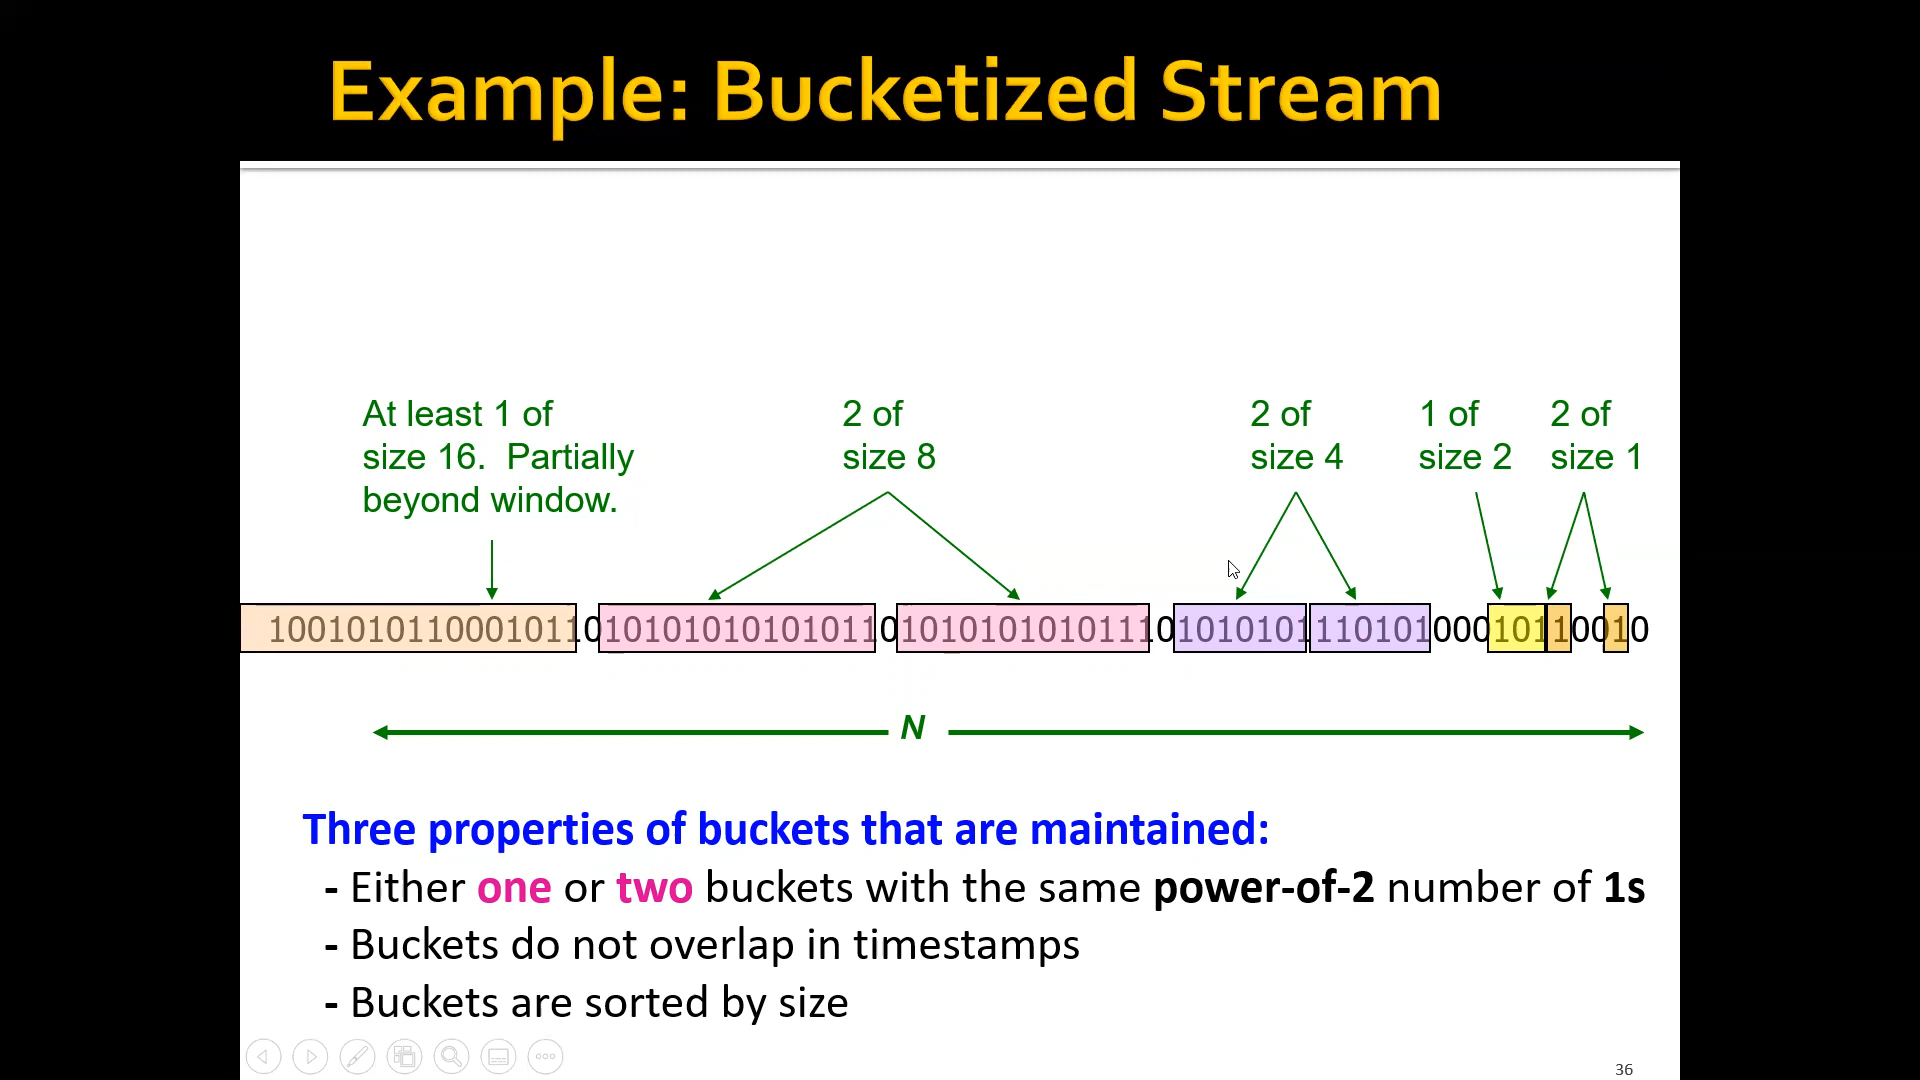 Example: Bucketized Stream
At least 1 of
size 16. Partially
beyond window.
2 of
size 8
2 of
size 4
1 of
size 2
2 of
size 1
1001010110001011010101010101011010101010101110101010111010100010110010
N
Three properties of buckets that are maintained:
- Either one or two buckets with the same power-of-2 number of 1s
- Buckets do not overlap in timestamps
- Buckets are sorted by size
36